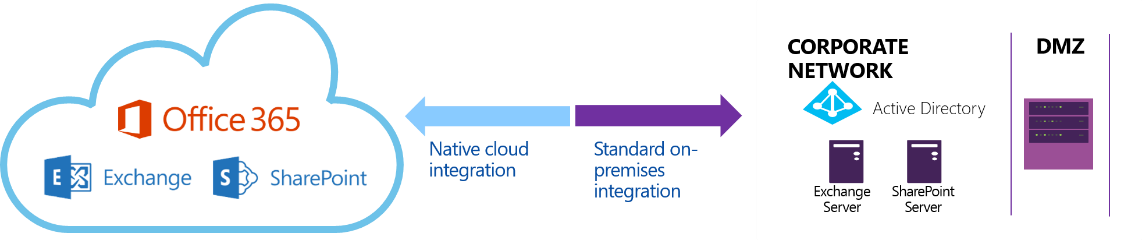 Office 365
Exchange
SharePoint
Native cloud
integration
Standard on-
premises
integration
CORPORATE
NETWORK
Active Directory
Exchange
Server
SharePoint
Server
DMZ